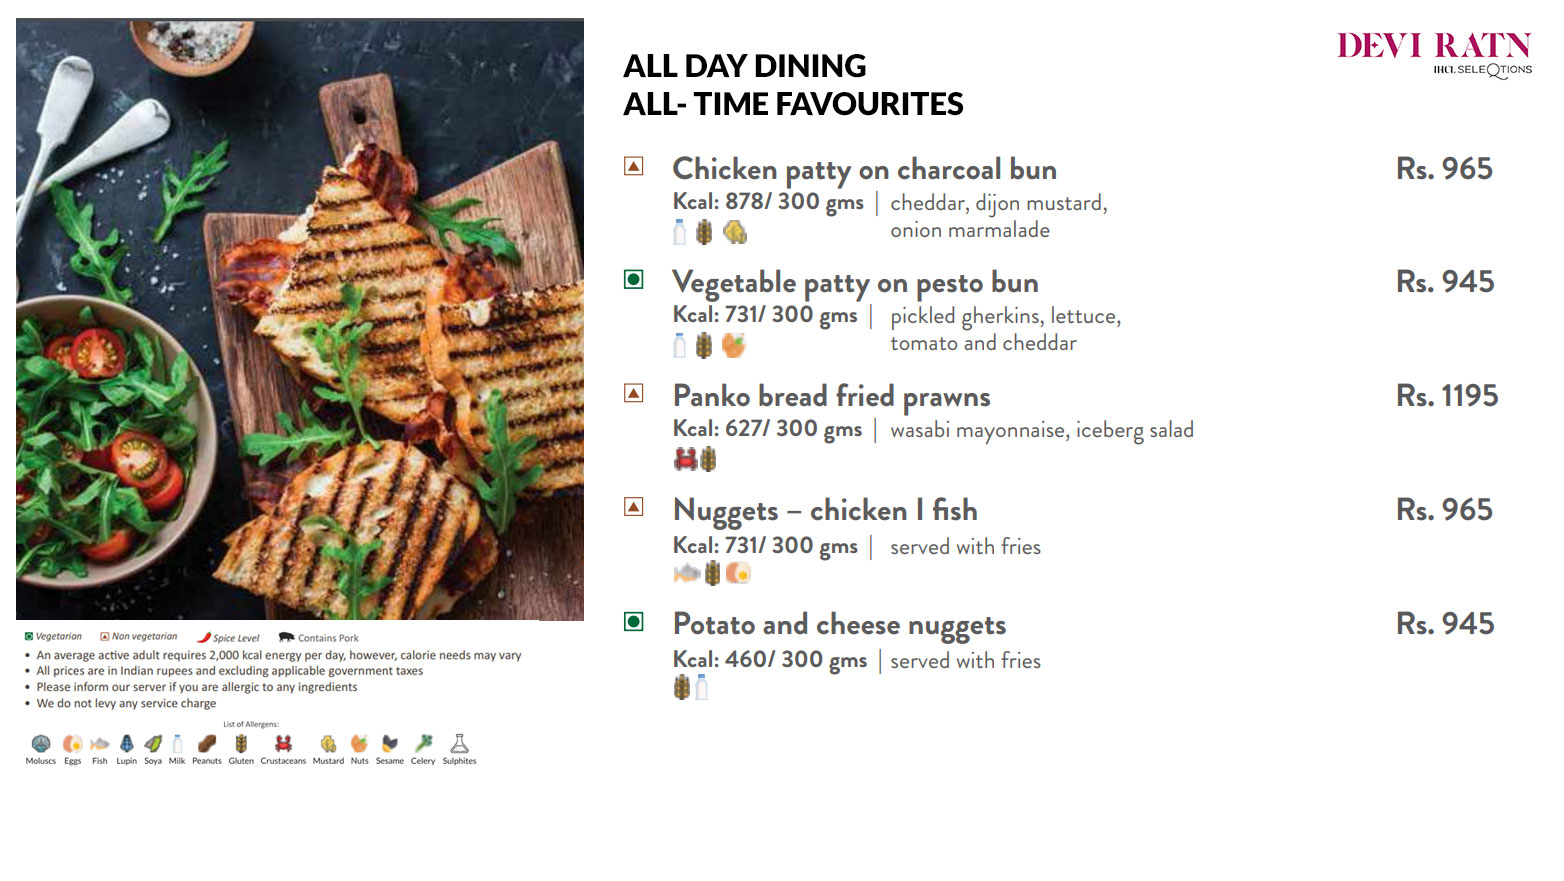 DEVI RATN
IHCL SELEQTIONS
ALL DAY DINING
ALL- TIME FAVOURITES
Chicken patty on charcoal bun Rs. 965
Kcal: 878/ 300 gms | cheddar, dijon mustard,
onion marmalade
Vegetable patty on pesto bun Rs. 945
Kcal: 731/ 300 gms | pickled gherkins, lettuce,
tomato and cheddar
Panko bread fried prawns Rs. 1195
Kcal: 627/ 300 gms | wasabi mayonnaise, iceberg salad
Nuggets – chicken I fish Rs. 965
Kcal: 731/ 300 gms | served with fries
Potato and cheese nuggets Rs. 945
Kcal: 460/ 300 gms | served with fries
Vegetarian Non vegetarian Spice Level Contains Pork
• An average active adult requires 2,000 kcal energy per day, however, calorie needs may vary
• All prices are in Indian rupees and excluding applicable government taxes
• Please inform our server if you are allergic to any ingredients
• We do not levy any service charge
List of Allergens:
Moluscs Eggs Fish Lupin Soya Milk Peanuts Gluten Crustaceans Mustard Nuts Sesame Celery Sulphites